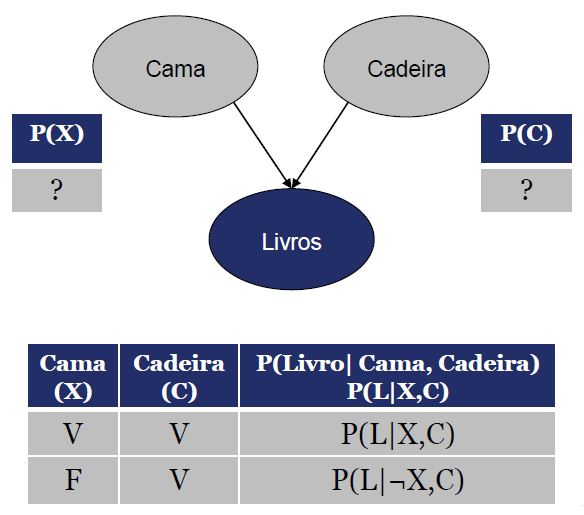 Cama
Cadeira
P(X)
?
P(C)
?
Livros
Cama (X)
Cadeira (C)
P(Livro| Cama, Cadeira)
P(L|X,C)
V
V
P(L|X,C)
F
V
P(L|¬X,C)